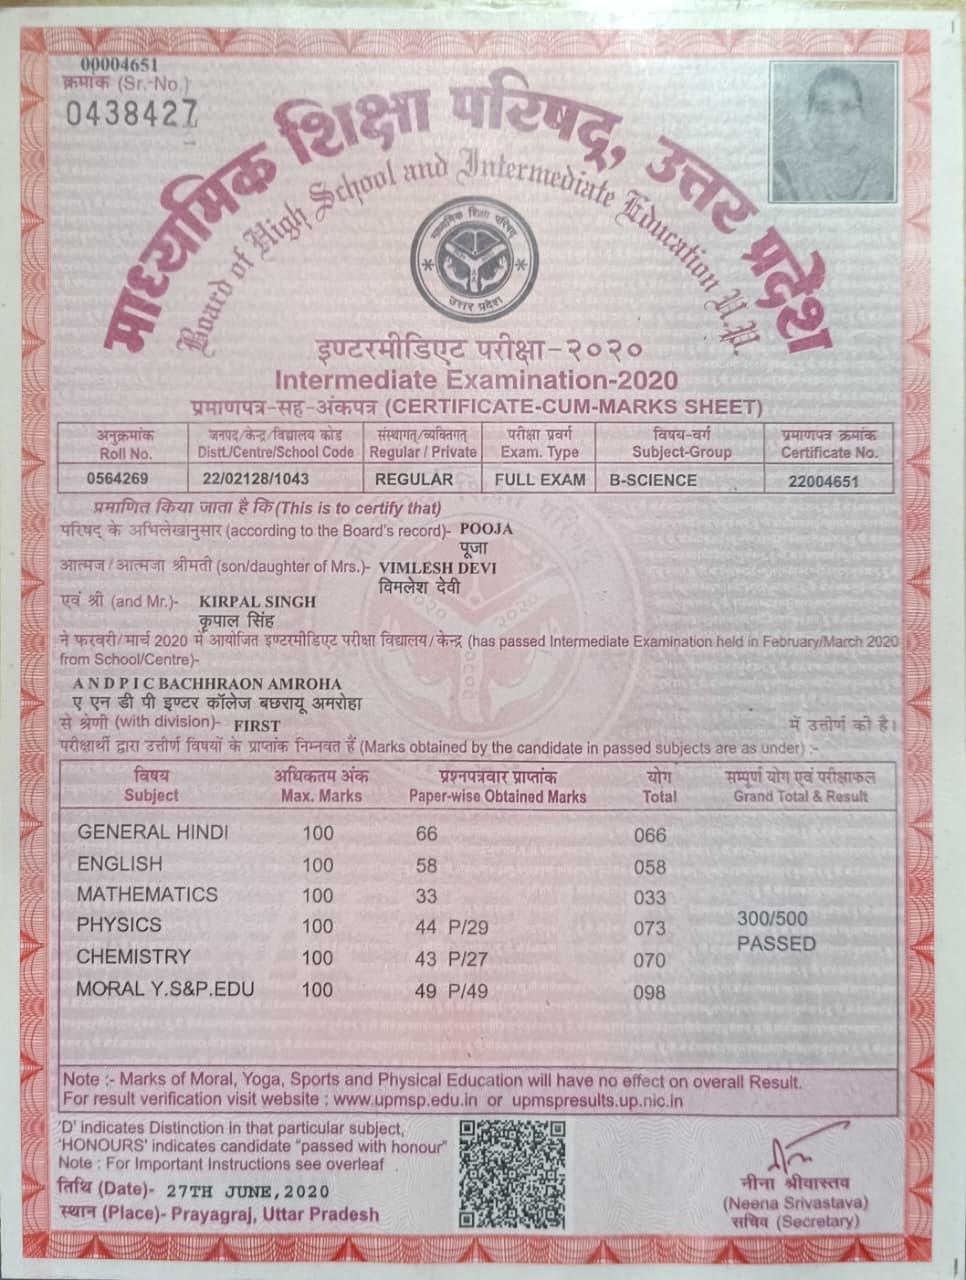 00004651
क्रमांक (Sr.-No.)
0438427
माध्यमिक शिक्षा परिषद्, उत्तर प्रदेश
Board of High School and Intermediate Education U.P.
माध्यमिक शिक्षा परिषद्
उत्तर प्रदेश
इण्टरमीडिएट परीक्षा-२०२०
Intermediate Examination-2020
प्रमाणपत्र-सह-अंकपत्र (CERTIFICATE-CUM-MARKS SHEET)
अनुक्रमांक जनपद/केन्द्र/विद्यालय कोड संस्थागत्/व्यक्तिगत् परीक्षा प्रवर्ग विषय-वर्ग प्रमाणपत्र क्रमांक
Roll No. Distt./Centre/School Code Regular / Private Exam. Type Subject-Group Certificate No.
0564269 22/02128/1043 REGULAR FULL EXAM B-SCIENCE 22004651
प्रमाणित किया जाता है कि (This is to certify that)
परिषद् के अभिलेखानुसार (according to the Board's record)- POOJA
पूजा
आत्मज/आत्मजा श्रीमती (son/daughter of Mrs.)- VIMLESH DEVI
विमलेश देवी
एवं श्री (and Mr.)- KIRPAL SINGH
कृपाल सिंह
ने फरवरी/मार्च 2020 में आयोजित इण्टरमीडिएट परीक्षा विद्यालय/केन्द्र (has passed Intermediate Examination held in February/March 2020
from School/Centre)-
A N D P I C BACHHRAON AMROHA
ए एन डी पी इण्टर कॉलेज बछरायू अमरोहा
से श्रेणी (with division)- FIRST में उत्तीर्ण की है।
परीक्षार्थी द्वारा उत्तीर्ण विषयों के प्राप्तांक निम्नवत हैं (Marks obtained by the candidate in passed subjects are as under) :-
विषय अधिकतम अंक प्रश्नपत्रवार प्राप्तांक योग सम्पूर्ण योग एवं परीक्षाफल
Subject Max. Marks Paper-wise Obtained Marks Total Grand Total & Result
GENERAL HINDI 100 66 066
ENGLISH 100 58 058
MATHEMATICS 100 33 033
PHYSICS 100 44 P/29 073 300/500
PASSED
CHEMISTRY 100 43 P/27 070
MORAL Y.S&P.EDU 100 49 P/49 098
Note :- Marks of Moral, Yoga, Sports and Physical Education will have no effect on overall Result.
For result verification visit website : www.upmsp.edu.in or upmspresults.up.nic.in
'D' indicates Distinction in that particular subject,
'HONOURS' indicates candidate "passed with honour"
Note : For Important Instructions see overleaf
तिथि (Date)- 27TH JUNE,2020
स्थान (Place)- Prayagraj, Uttar Pradesh
नीना श्रीवास्तव
(Neena Srivastava)
सचिव (Secretary)